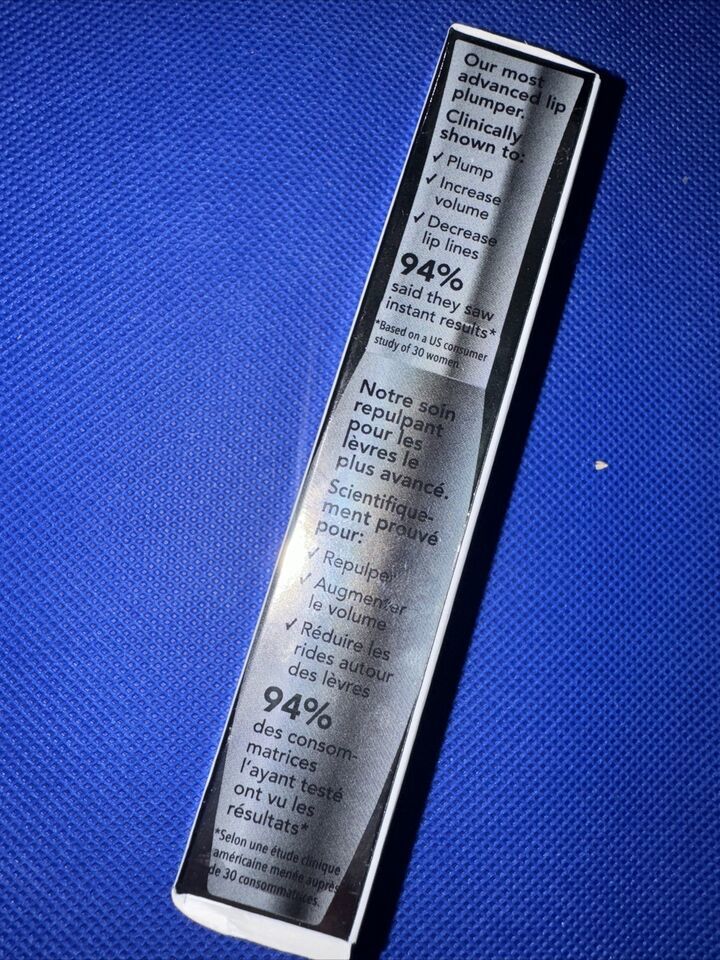 Our most
advanced lip
plumper.
Clinically
shown to:
✓ Plump
✓ Increase
volume
✓ Decrease
lip lines
94%
said they saw
instant results*
*Based on a US consumer
study of 30 women.
Notre soin
repulpant
pour les
lèvres le
plus avancé.
Scientifique-
ment prouvé
pour:
✓ Repulper
✓ Augmenter
le volume
✓ Réduire les
rides autour
des lèvres
94%
des consom-
matrices
l'ayant testé
ont vu les
résultats*
*Selon une étude clinique
américaine menée auprès
de 30 consommatrices.